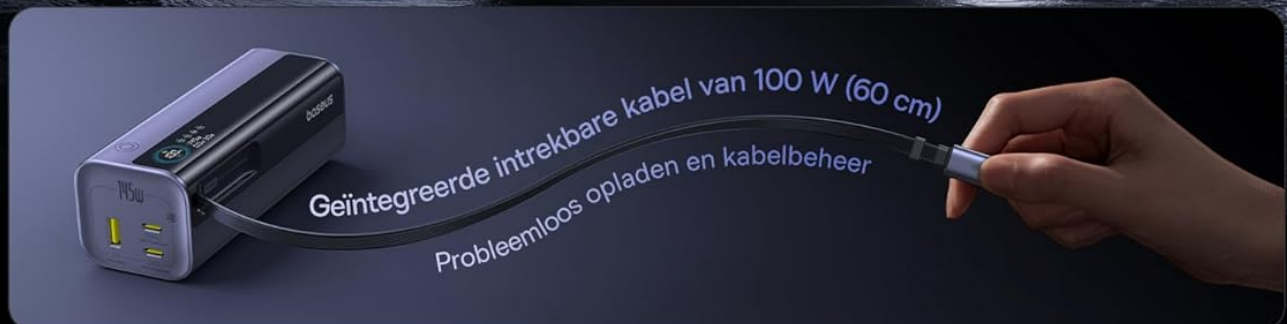 baseus
145W
Geïntegreerde intrekbare kabel van 100 W (60 cm)
Probleemloos opladen en kabelbeheer